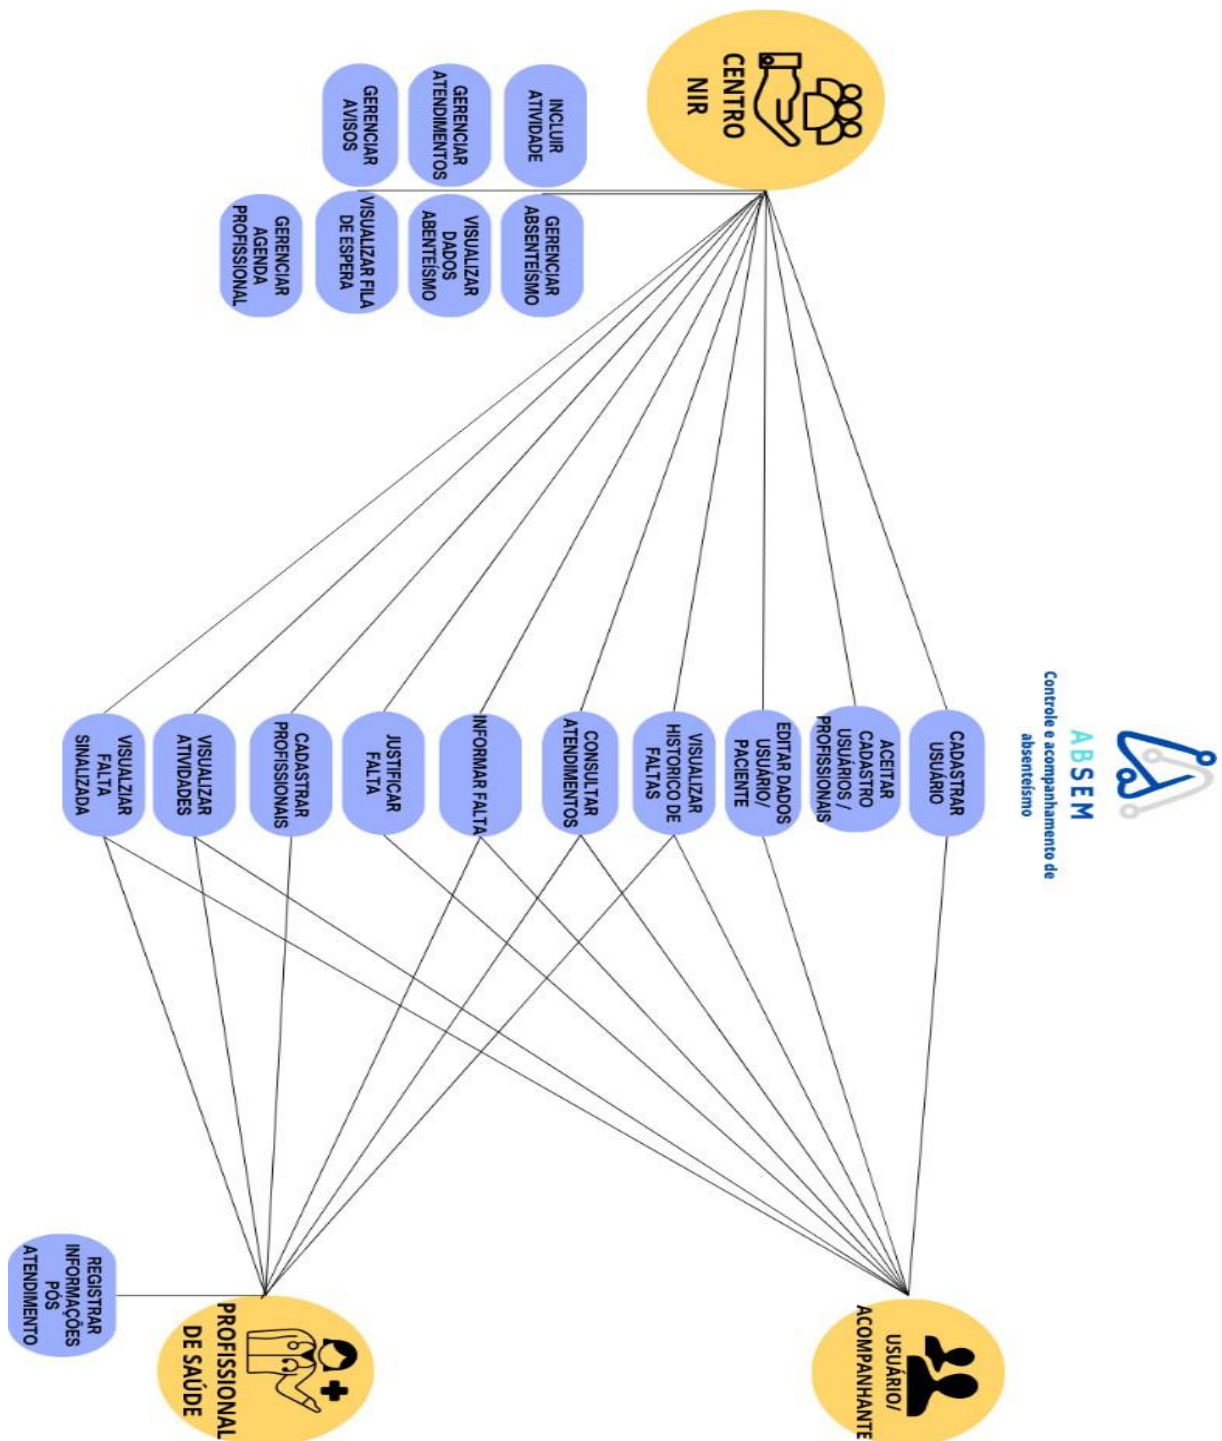 ABSEM
Controle e acompanhamento de
absenteísmo
CENTRO
NIR
INCLUIR
ATIVIDADE
GERENCIAR
ATENDIMENTOS
GERENCIAR
AVISOS
GERENCIAR
ABSENTEÍSMO
VISUALIZAR
DADOS
ABENTEÍSMO
VISUALIZAR FILA
DE ESPERA
GERENCIAR
AGENDA
PROFISSIONAL
CADASTRAR
USUÁRIO
ACEITAR
CADASTRO
USUÁRIOS /
PROFISSIONAIS
EDITAR DADOS
USUÁRIO/
PACIENTE
VISUALIZAR
HISTORICO DE
FALTAS
CONSULTAR
ATENDIMENTOS
INFORMAR FALTA
JUSTIFICAR
FALTA
CADASTRAR
PROFISSIONAIS
VISUALIZAR
ATIVIDADES
VISUALZIAR
FALTA
SINALIZADA
USUÁRIO/
ACOMPANHANTE
PROFISSIONAL
DE SAÚDE
REGISTRAR
INFORMAÇÕES
PÓS
ATENDIMENTO